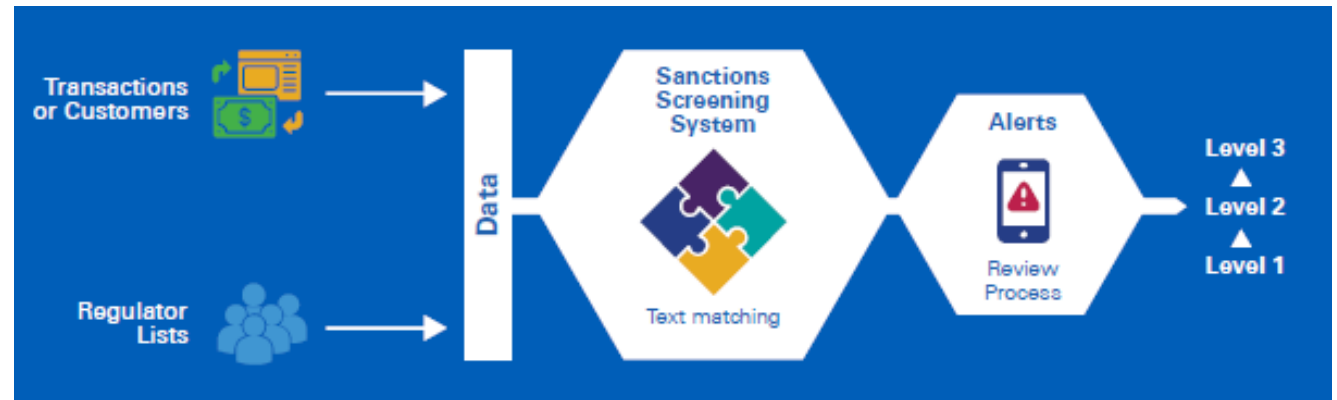 Transactions
or Customers
$
Regulator
Lists
Data
Sanctions
Screening
System
Text matching
Alerts
Review
Process
Level 3
Level 2
Level 1